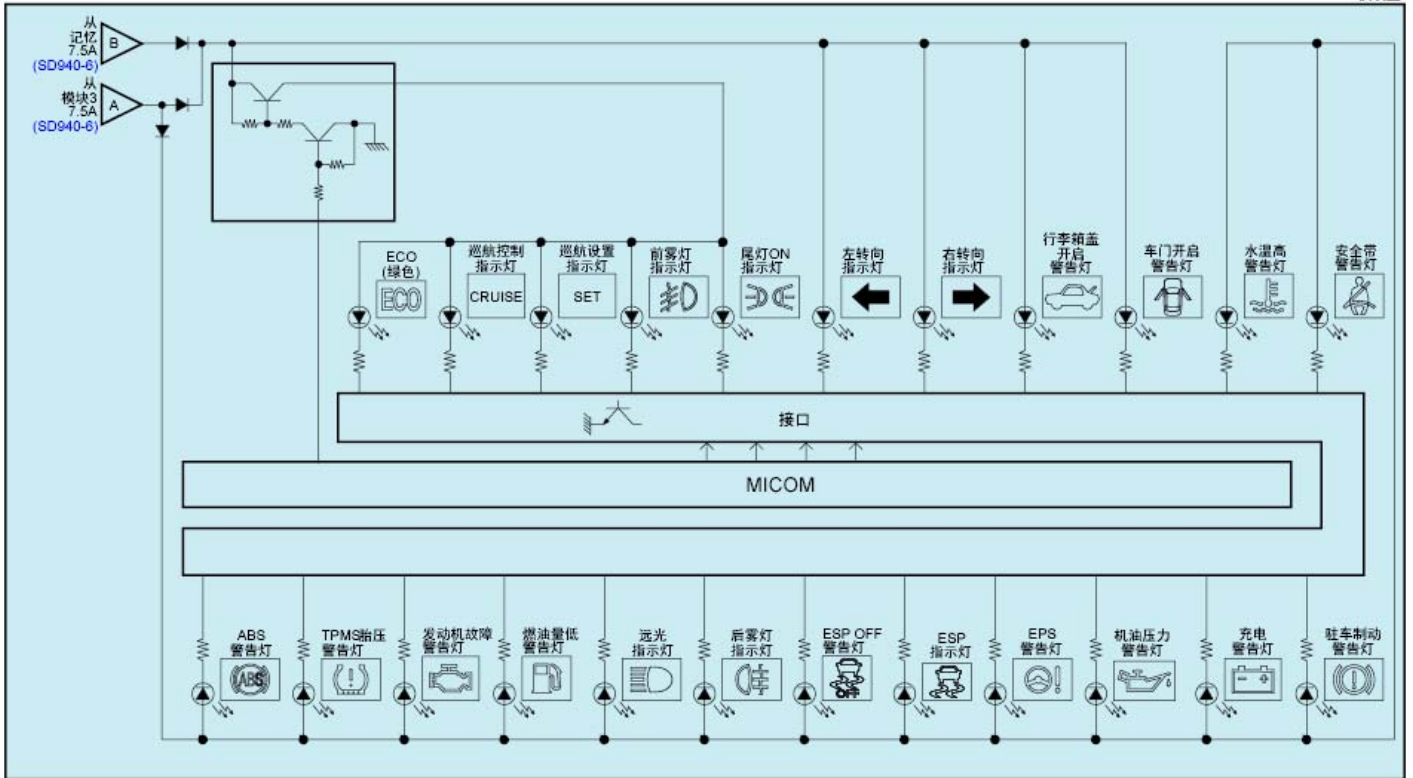 从
记忆
7.5A
(SD940-6)
B
从
模块3
7.5A
(SD940-6)
A
ECO
(绿色)
ECO
巡航控制
指示灯
CRUISE
巡航设置
指示灯
SET
前雾灯
指示灯
尾灯ON
指示灯
左转向
指示灯
右转向
指示灯
行李箱盖
开启
警告灯
车门开启
警告灯
水温高
警告灯
安全带
警告灯
接口
MICOM
ABS
警告灯
ABS
TPMS胎压
警告灯
发动机故障
警告灯
燃油量低
警告灯
远光
指示灯
后雾灯
指示灯
ESP OFF
警告灯
OFF
ESP
指示灯
EPS
警告灯
机油压力
警告灯
充电
警告灯
驻车制动
警告灯